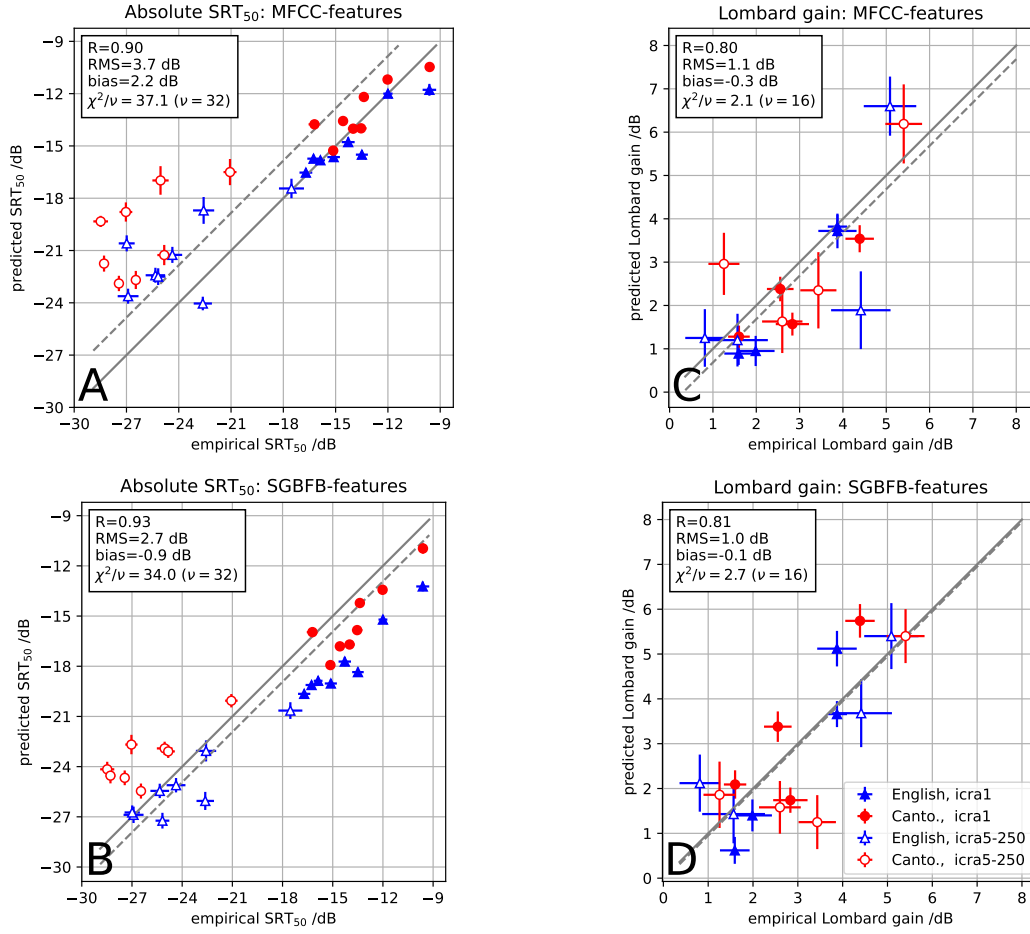 Absolute SRT₅₀: MFCC-features
R=0.90
RMS=3.7 dB
bias=2.2 dB
χ²/ν = 37.1 (ν = 32)
−9
−12
−15
−18
−21
−24
−27
−30
predicted SRT₅₀ /dB
A
−30 −27 −24 −21 −18 −15 −12 −9
empirical SRT₅₀ /dB
Lombard gain: MFCC-features
R=0.80
RMS=1.1 dB
bias=-0.3 dB
χ²/ν = 2.1 (ν = 16)
8
7
6
5
4
3
2
1
0
predicted Lombard gain /dB
C
0 1 2 3 4 5 6 7 8
empirical Lombard gain /dB
Absolute SRT₅₀: SGBFB-features
R=0.93
RMS=2.7 dB
bias=-0.9 dB
χ²/ν = 34.0 (ν = 32)
−9
−12
−15
−18
−21
−24
−27
−30
predicted SRT₅₀ /dB
B
−30 −27 −24 −21 −18 −15 −12 −9
empirical SRT₅₀ /dB
Lombard gain: SGBFB-features
R=0.81
RMS=1.0 dB
bias=-0.1 dB
χ²/ν = 2.7 (ν = 16)
8
7
6
5
4
3
2
1
0
predicted Lombard gain /dB
D
English, icra1
Canto., icra1
English, icra5-250
Canto., icra5-250
0 1 2 3 4 5 6 7 8
empirical Lombard gain /dB